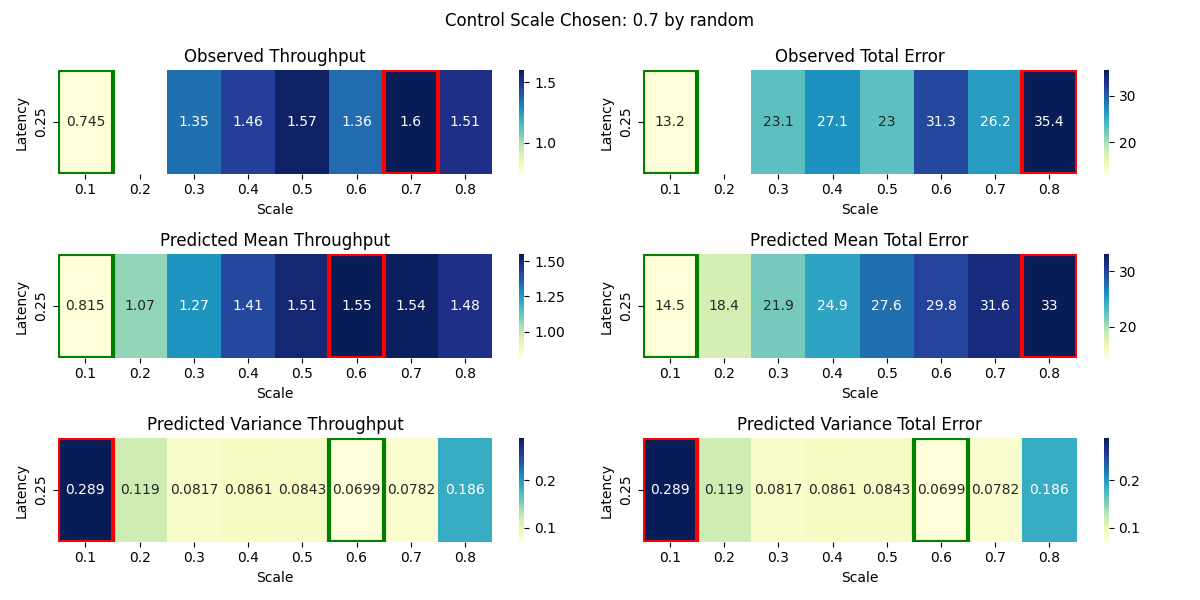 Control Scale Chosen: 0.7 by random
Observed Throughput
Latency
0.25
0.745 1.35 1.46 1.57 1.36 1.6 1.51
0.1 0.2 0.3 0.4 0.5 0.6 0.7 0.8
Scale
1.5
1.0
Observed Total Error
Latency
0.25
13.2 23.1 27.1 23 31.3 26.2 35.4
0.1 0.2 0.3 0.4 0.5 0.6 0.7 0.8
Scale
30
20
Predicted Mean Throughput
Latency
0.25
0.815 1.07 1.27 1.41 1.51 1.55 1.54 1.48
0.1 0.2 0.3 0.4 0.5 0.6 0.7 0.8
Scale
1.50
1.25
1.00
Predicted Mean Total Error
Latency
0.25
14.5 18.4 21.9 24.9 27.6 29.8 31.6 33
0.1 0.2 0.3 0.4 0.5 0.6 0.7 0.8
Scale
30
20
Predicted Variance Throughput
Latency
0.25
0.289 0.119 0.0817 0.0861 0.0843 0.0699 0.0782 0.186
0.1 0.2 0.3 0.4 0.5 0.6 0.7 0.8
Scale
0.2
0.1
Predicted Variance Total Error
Latency
0.25
0.289 0.119 0.0817 0.0861 0.0843 0.0699 0.0782 0.186
0.1 0.2 0.3 0.4 0.5 0.6 0.7 0.8
Scale
0.2
0.1